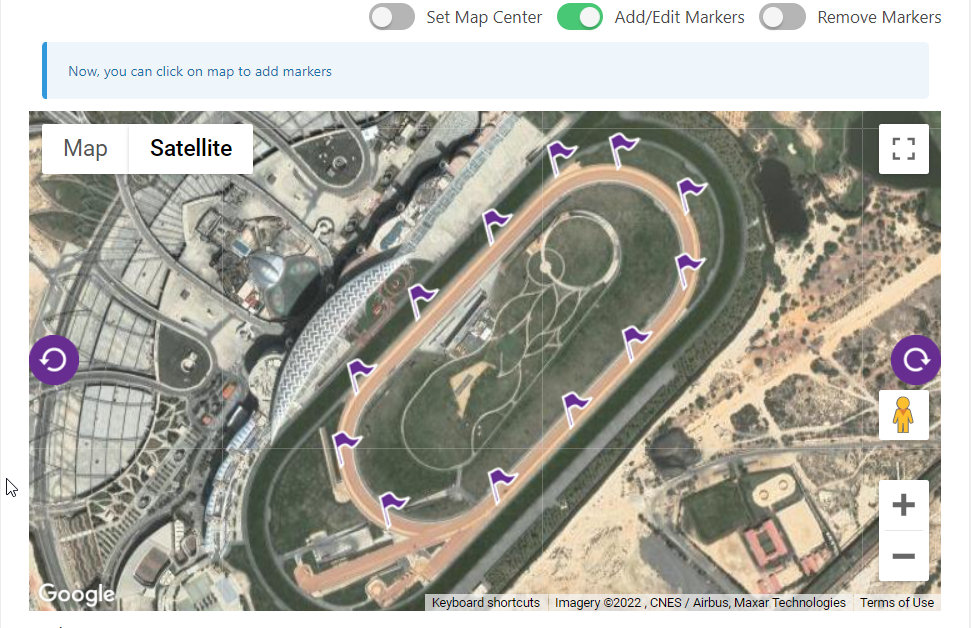 Set Map Center Add/Edit Markers Remove Markers
Now, you can click on map to add markers
Map Satellite
Google
Keyboard shortcuts Imagery ©2022 , CNES / Airbus, Maxar Technologies Terms of Use